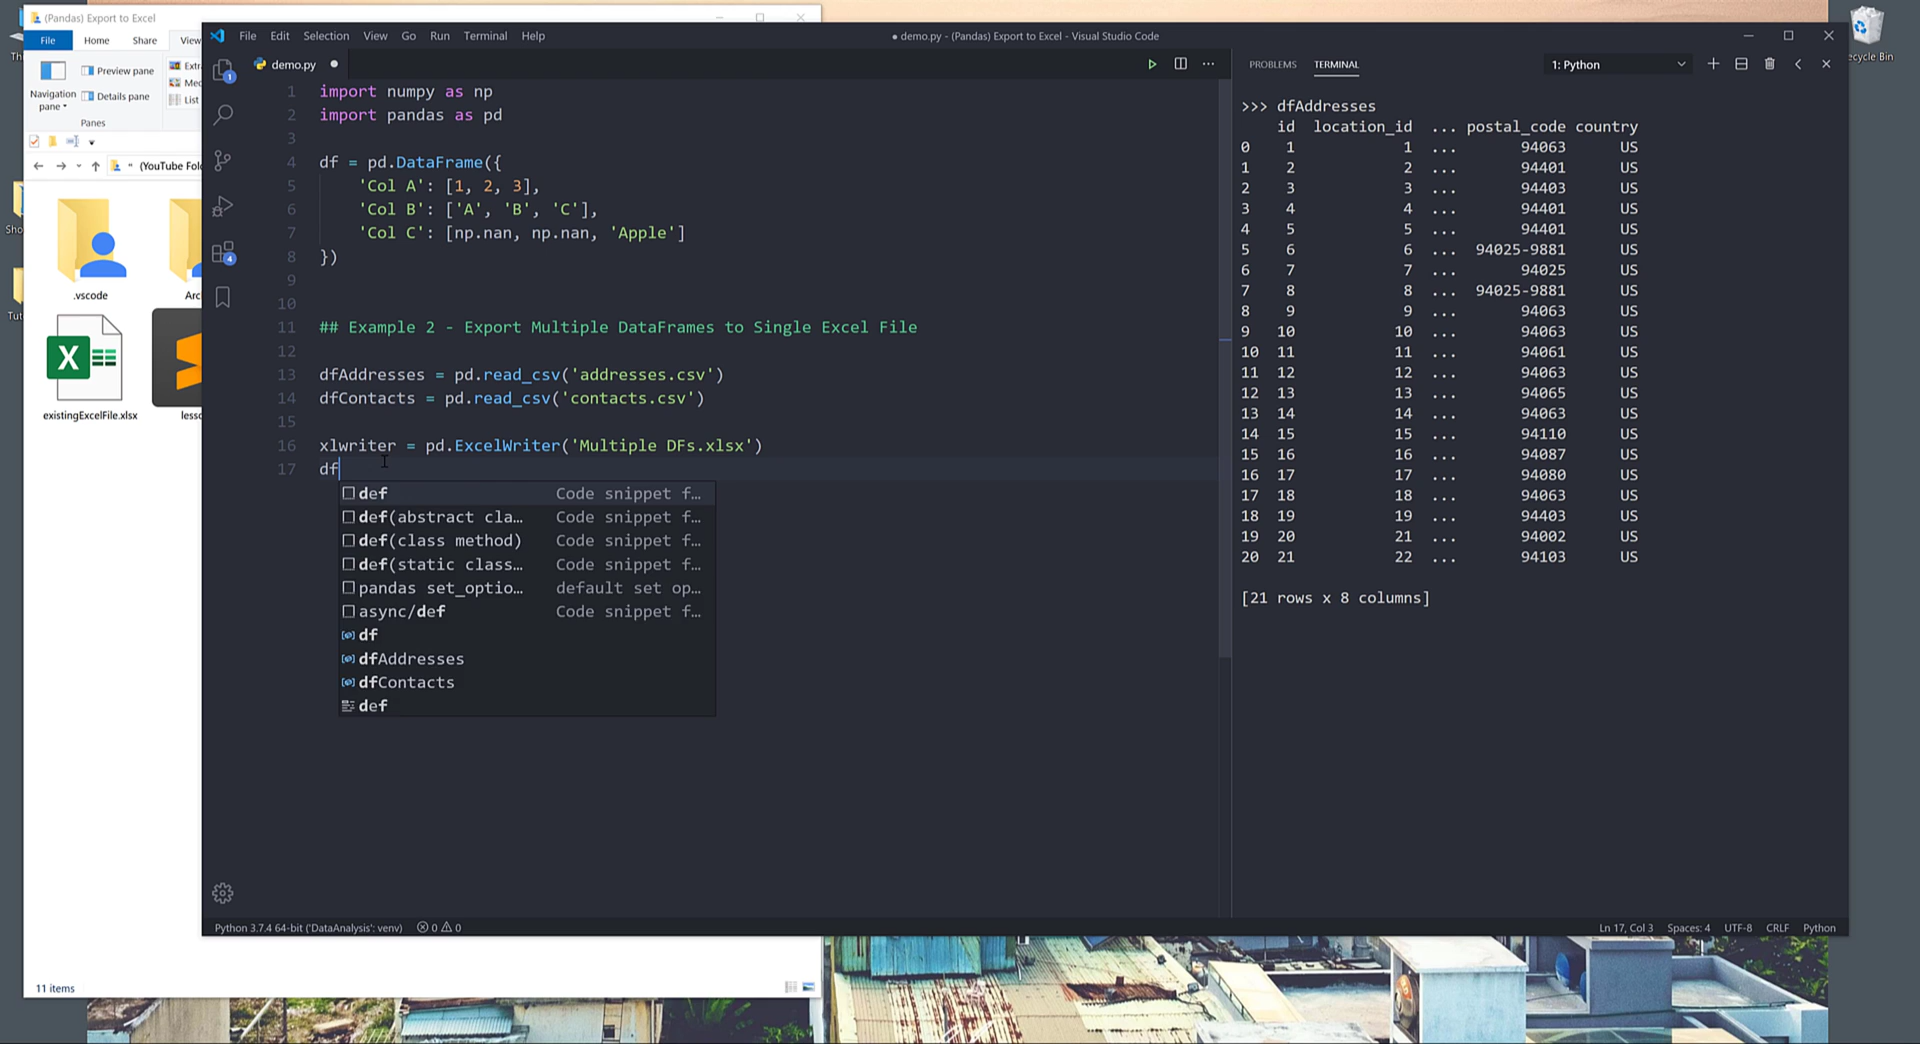 (Pandas) Export to Excel
File Home Share View
Navigation pane
Preview pane
Details pane
Panes
Extra
Med
List
(YouTube Fol
.vscode
Arc
existingExcelFile.xlsx
lesso
11 items
File Edit Selection View Go Run Terminal Help
● demo.py - (Pandas) Export to Excel - Visual Studio Code
demo.py
1
4
1 import numpy as np
2 import pandas as pd
3
4 df = pd.DataFrame({
5 'Col A': [1, 2, 3],
6 'Col B': ['A', 'B', 'C'],
7 'Col C': [np.nan, np.nan, 'Apple']
8 })
9
10
11 ## Example 2 - Export Multiple DataFrames to Single Excel File
12
13 dfAddresses = pd.read_csv('addresses.csv')
14 dfContacts = pd.read_csv('contacts.csv')
15
16 xlwriter = pd.ExcelWriter('Multiple DFs.xlsx')
17 df
def Code snippet f…
def(abstract cla… Code snippet f…
def(class method) Code snippet f…
def(static class… Code snippet f…
pandas set_optio… default set op…
async/def Code snippet f…
df
dfAddresses
dfContacts
def
PROBLEMS TERMINAL
1: Python
>>> dfAddresses
id location_id ... postal_code country
0 1 1 ... 94063 US
1 2 2 ... 94401 US
2 3 3 ... 94403 US
3 4 4 ... 94401 US
4 5 5 ... 94401 US
5 6 6 ... 94025-9881 US
6 7 7 ... 94025 US
7 8 8 ... 94025-9881 US
8 9 9 ... 94063 US
9 10 10 ... 94063 US
10 11 11 ... 94061 US
11 12 12 ... 94063 US
12 13 13 ... 94065 US
13 14 14 ... 94063 US
14 15 15 ... 94110 US
15 16 16 ... 94087 US
16 17 17 ... 94080 US
17 18 18 ... 94063 US
18 19 19 ... 94403 US
19 20 21 ... 94002 US
20 21 22 ... 94103 US
[21 rows x 8 columns]
Python 3.7.4 64-bit ('DataAnalysis': venv) 0 0
Ln 17, Col 3 Spaces: 4 UTF-8 CRLF Python
ecycle Bin